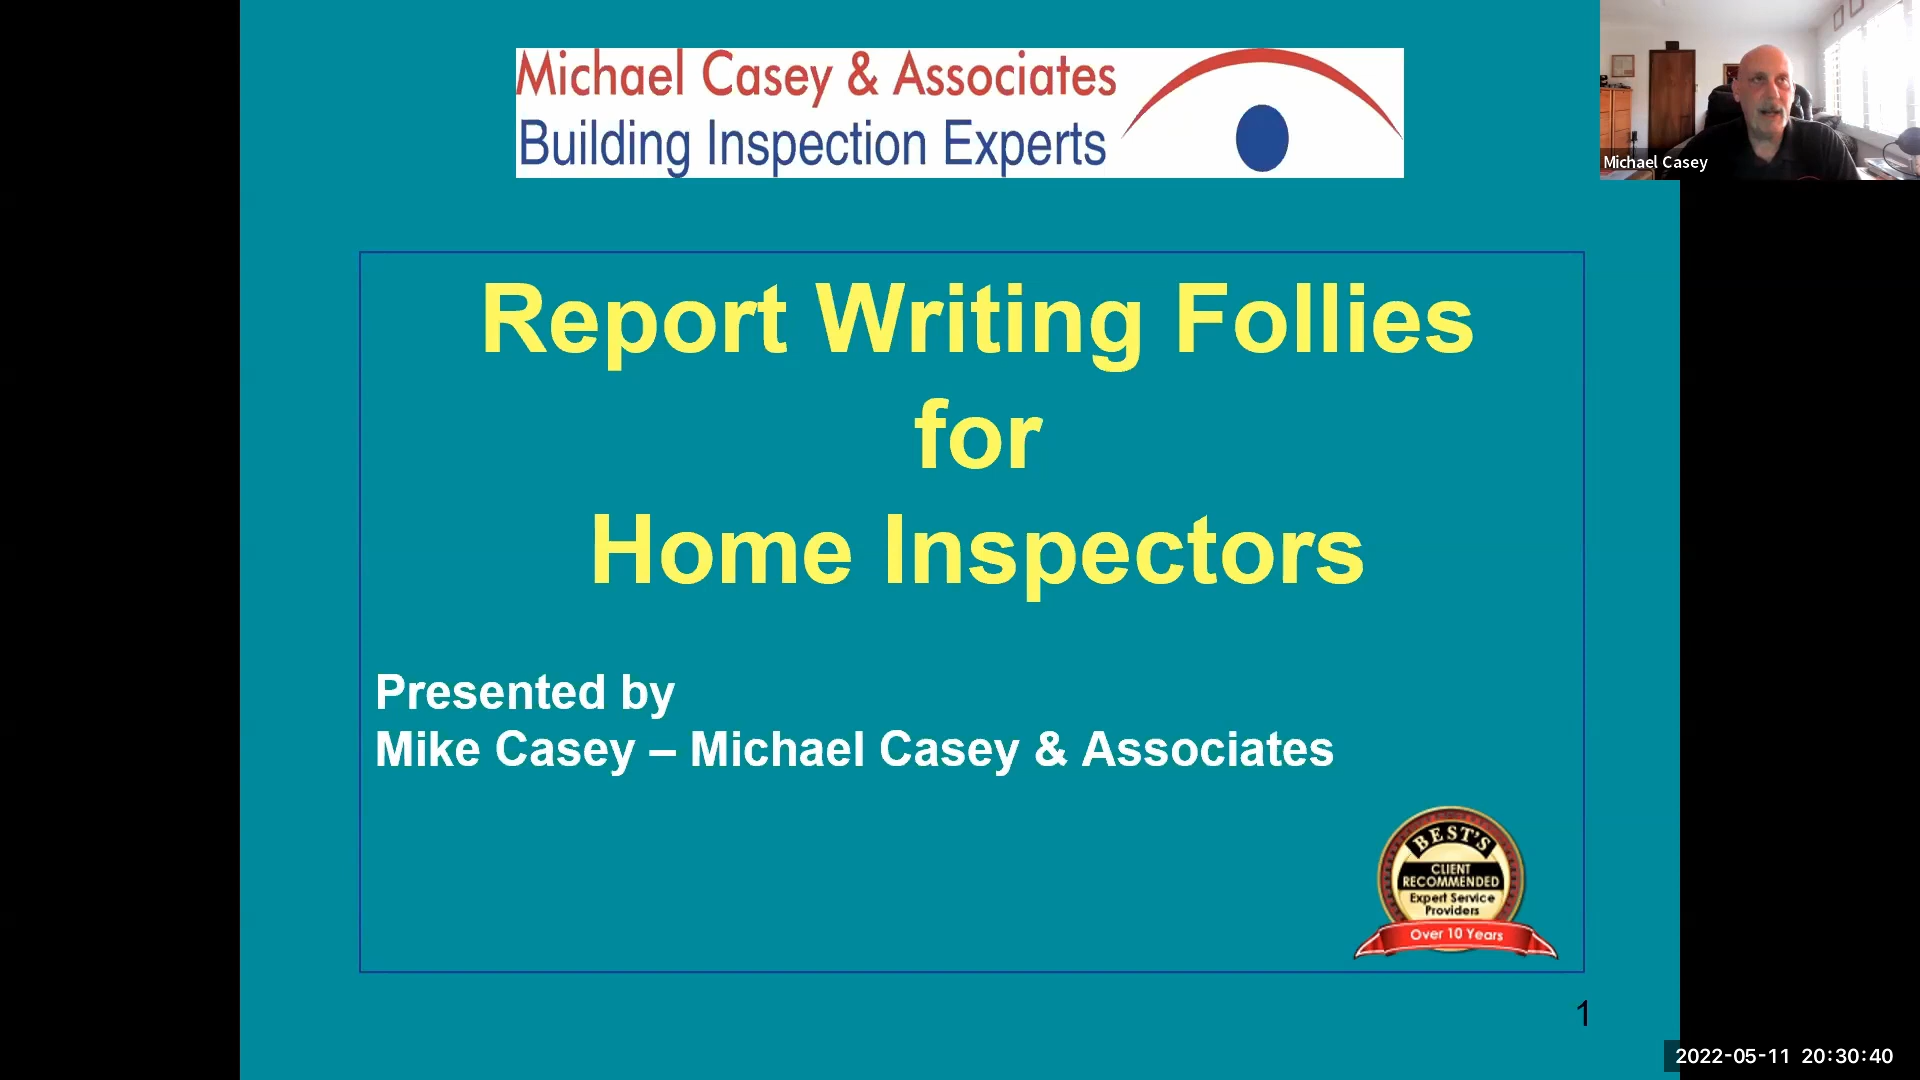 Michael Casey & Associates
Building Inspection Experts
Michael Casey
Report Writing Follies
for
Home Inspectors
Presented by
Mike Casey – Michael Casey & Associates
BEST'S
CLIENT
RECOMMENDED
Expert Service
Providers
Over 10 Years
1
2022-05-11 20:30:40